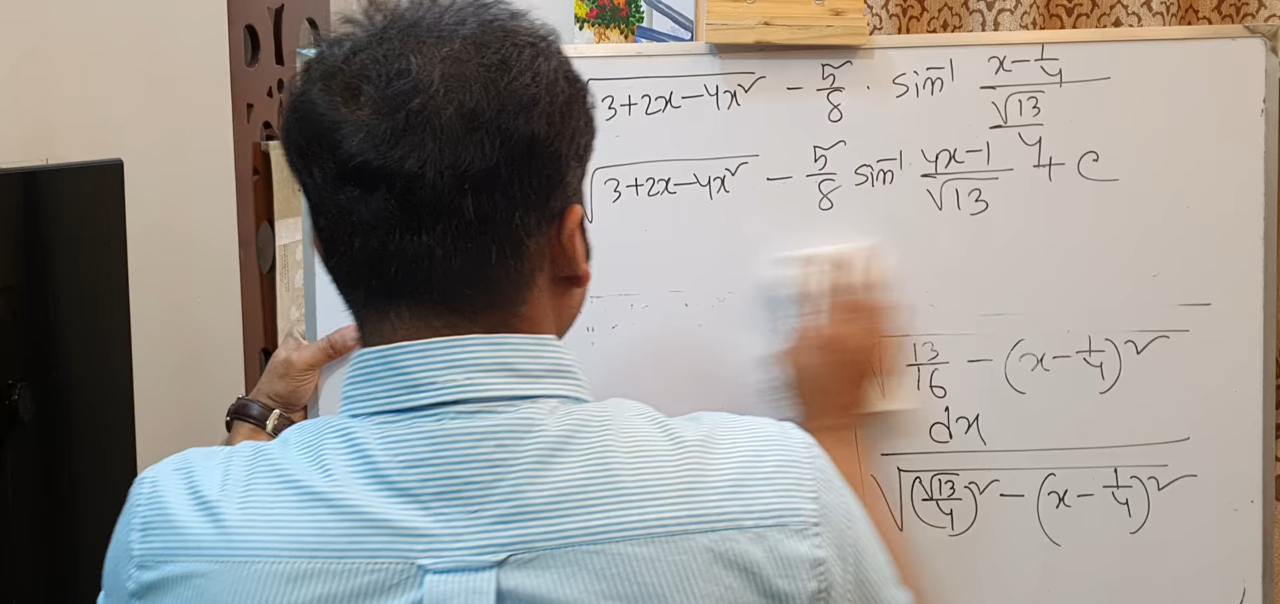 √(3+2x-4x²) - 5/8 · sin⁻¹ (x-1/4)/(√13/4)
√(3+2x-4x²) - 5/8 sin⁻¹ (4x-1)/√13 + C
√(13/16 - (x-1/4)²)
dx/√((√13/4)² - (x-1/4)²)